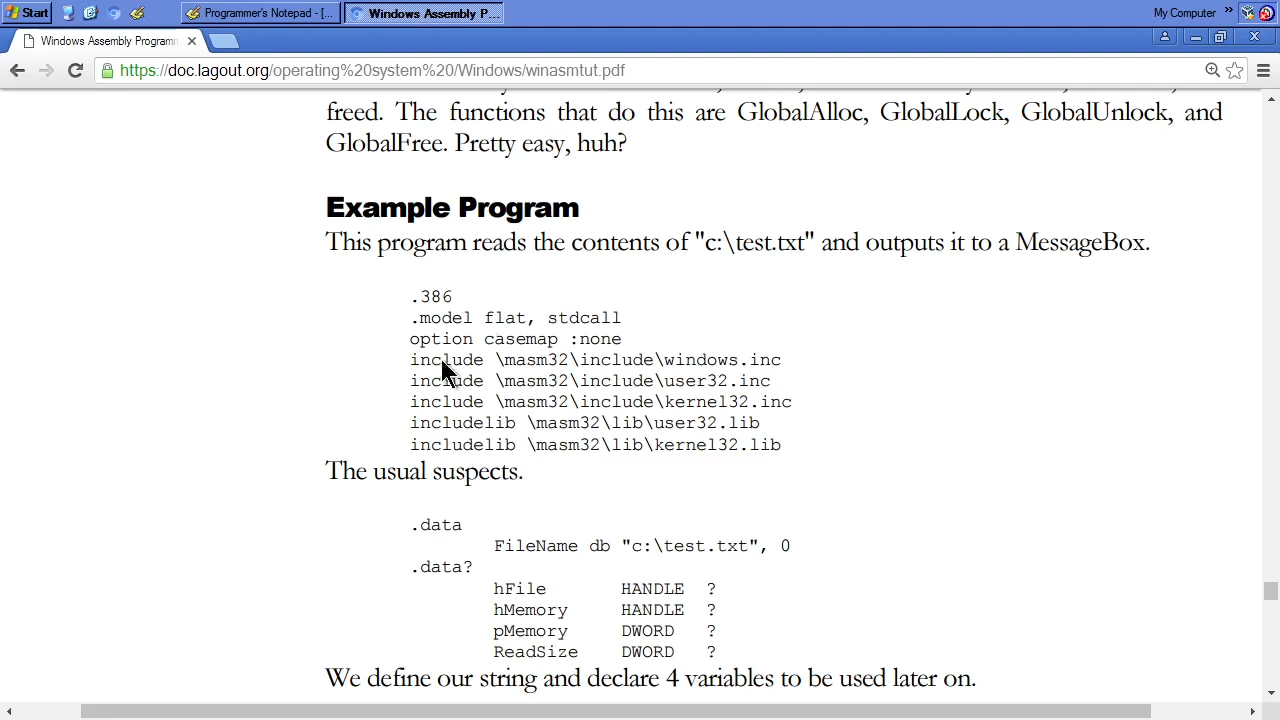 Start
Programmer's Notepad - [...
Windows Assembly P...
My Computer »
Windows Assembly Program
https://doc.lagout.org/operating%20system%20/Windows/winasmtut.pdf
freed. The functions that do this are GlobalAlloc, GlobalLock, GlobalUnlock, and
GlobalFree. Pretty easy, huh?
Example Program
This program reads the contents of "c:\test.txt" and outputs it to a MessageBox.
.386
.model flat, stdcall
option casemap :none
include \masm32\include\windows.inc
include \masm32\include\user32.inc
include \masm32\include\kernel32.inc
includelib \masm32\lib\user32.lib
includelib \masm32\lib\kernel32.lib
The usual suspects.
.data
FileName db "c:\test.txt", 0
.data?
hFile HANDLE ?
hMemory HANDLE ?
pMemory DWORD ?
ReadSize DWORD ?
We define our string and declare 4 variables to be used later on.